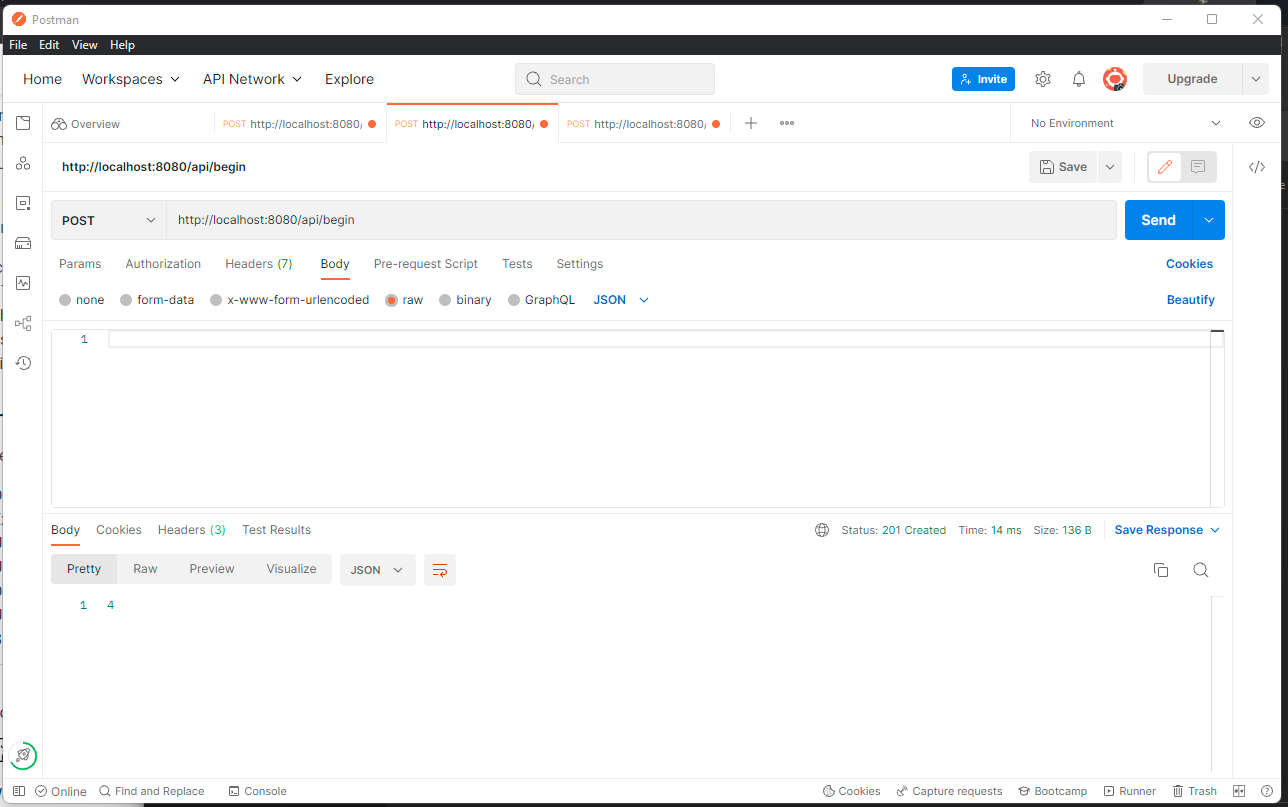 Postman
File Edit View Help
Home Workspaces API Network Explore Search Invite Upgrade
Overview POST http://localhost:8080/ POST http://localhost:8080/ POST http://localhost:8080/ No Environment
http://localhost:8080/api/begin Save </>
POST http://localhost:8080/api/begin Send
Params Authorization Headers (7) Body Pre-request Script Tests Settings Cookies
none form-data x-www-form-urlencoded raw binary GraphQL JSON Beautify
1
Body Cookies Headers (3) Test Results Status: 201 Created Time: 14 ms Size: 136 B Save Response
Pretty Raw Preview Visualize JSON
1 4
Online Find and Replace Console Cookies Capture requests Bootcamp Runner Trash